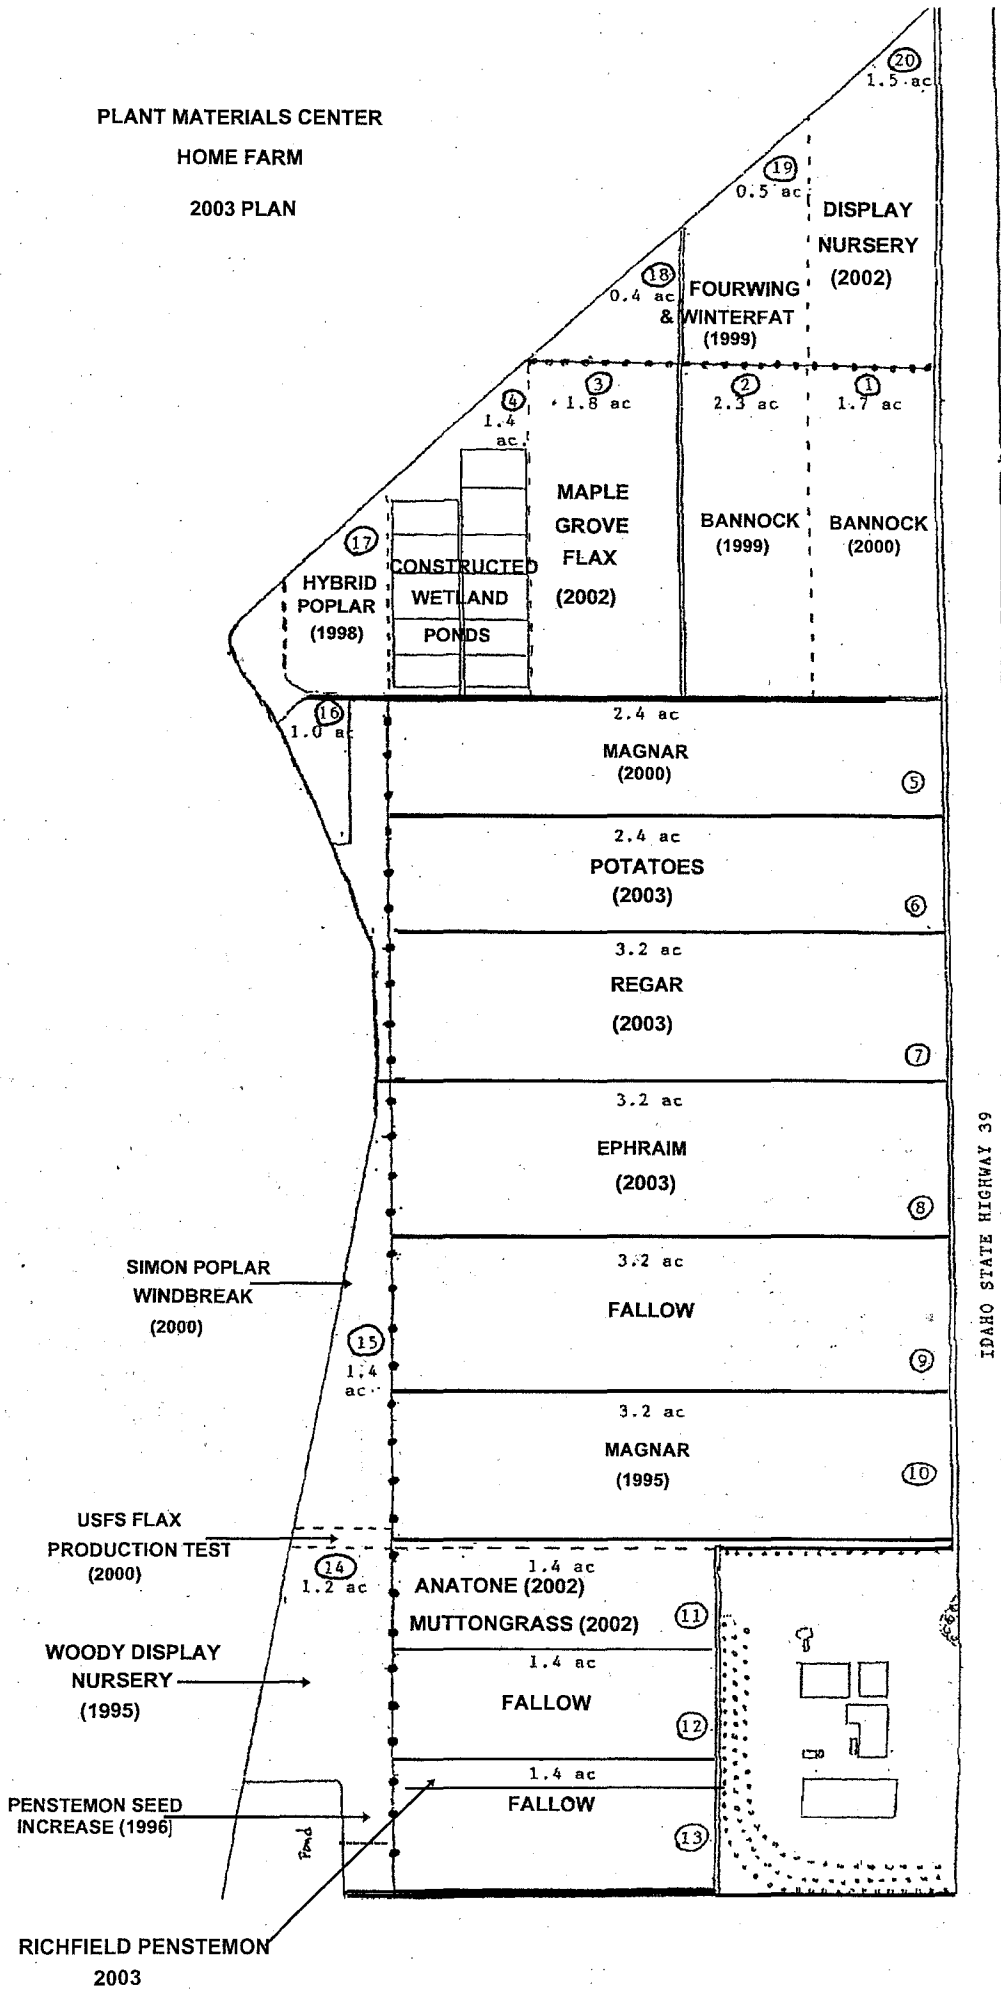 PLANT MATERIALS CENTER
HOME FARM
2003 PLAN
20
1.5 ac
19
0.5 ac
DISPLAY
NURSERY
(2002)
18
0.4 ac
FOURWING
& WINTERFAT
(1999)
4
1.4
ac.
3
1.8 ac
2
2.3 ac
1
1.7 ac
MAPLE
GROVE
FLAX
(2002)
BANNOCK
(1999)
BANNOCK
(2000)
17
HYBRID
POPLAR
(1998)
CONSTRUCTED
WETLAND
PONDS
16
1.0 ac
2.4 ac
MAGNAR
(2000)
5
2.4 ac
POTATOES
(2003)
6
3.2 ac
REGAR
(2003)
7
3.2 ac
EPHRAIM
(2003)
8
IDAHO STATE HIGHWAY 39
SIMON POPLAR
WINDBREAK
(2000)
15
1.4
ac
3.2 ac
FALLOW
9
3.2 ac
MAGNAR
(1995)
10
USFS FLAX
PRODUCTION TEST
(2000)
14
1.2 ac
1.4 ac
ANATONE (2002)
MUTTONGRASS (2002)
11
WOODY DISPLAY
NURSERY
(1995)
1.4 ac
FALLOW
12
PENSTEMON SEED
INCREASE (1996)
Pond
1.4 ac
FALLOW
13
RICHFIELD PENSTEMON
2003